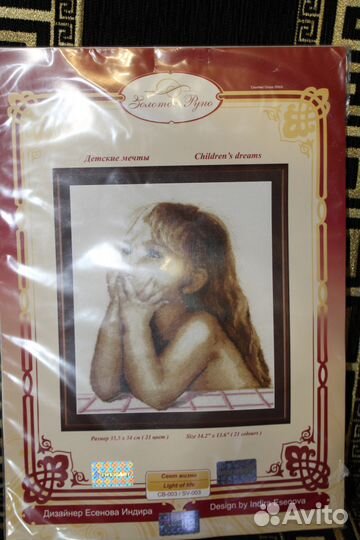 Counted Cross Stitch
Золотое Руно
Детские мечты Children's dreams
Размер 35,5 x 34 см ( 21 цвет ) Size 14,2" x 13,6" ( 21 colours )
Свет жизни
Light of life
СВ-003 / SV-003
Дизайнер Есенова Индира Design by Indira Esenova
Avito